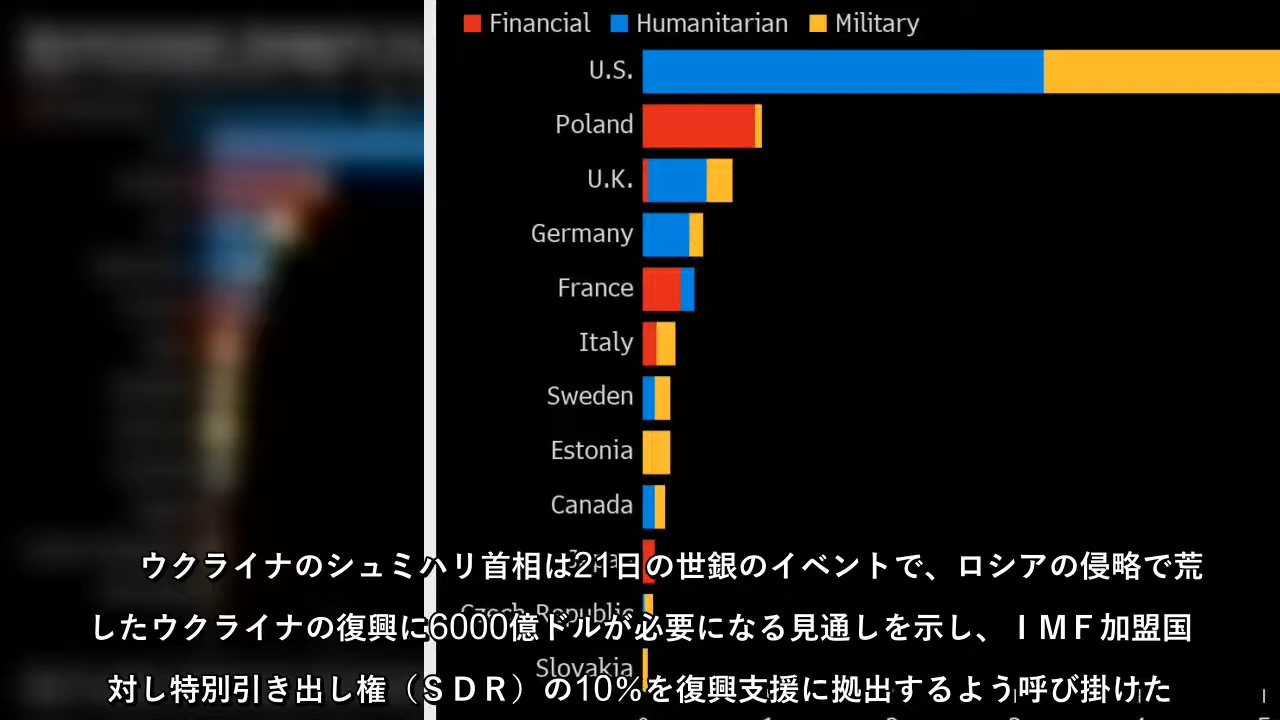 Financial Humanitarian Military
U.S.
Poland
U.K.
Germany
France
Italy
Sweden
Estonia
Canada
Czech Republic
Slovakia
ウクライナのシュミハリ首相は21日の世銀のイベントで、ロシアの侵略で荒
したウクライナの復興に6000億ドルが必要になる見通しを示し、ＩＭＦ加盟国
対し特別引き出し権（ＳＤＲ）の10％を復興支援に拠出するよう呼び掛けた